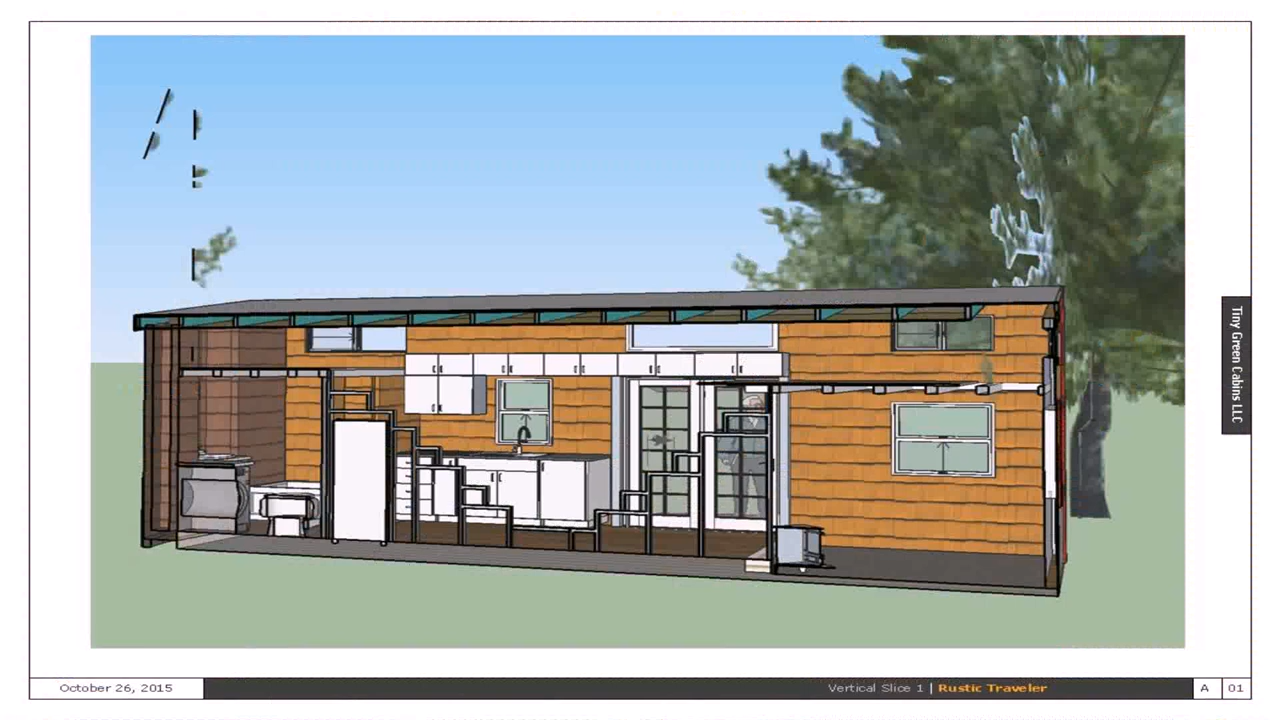 Tiny Green Cabins LLC
October 26, 2015
Vertical Slice 1 | Rustic Traveler
A 01